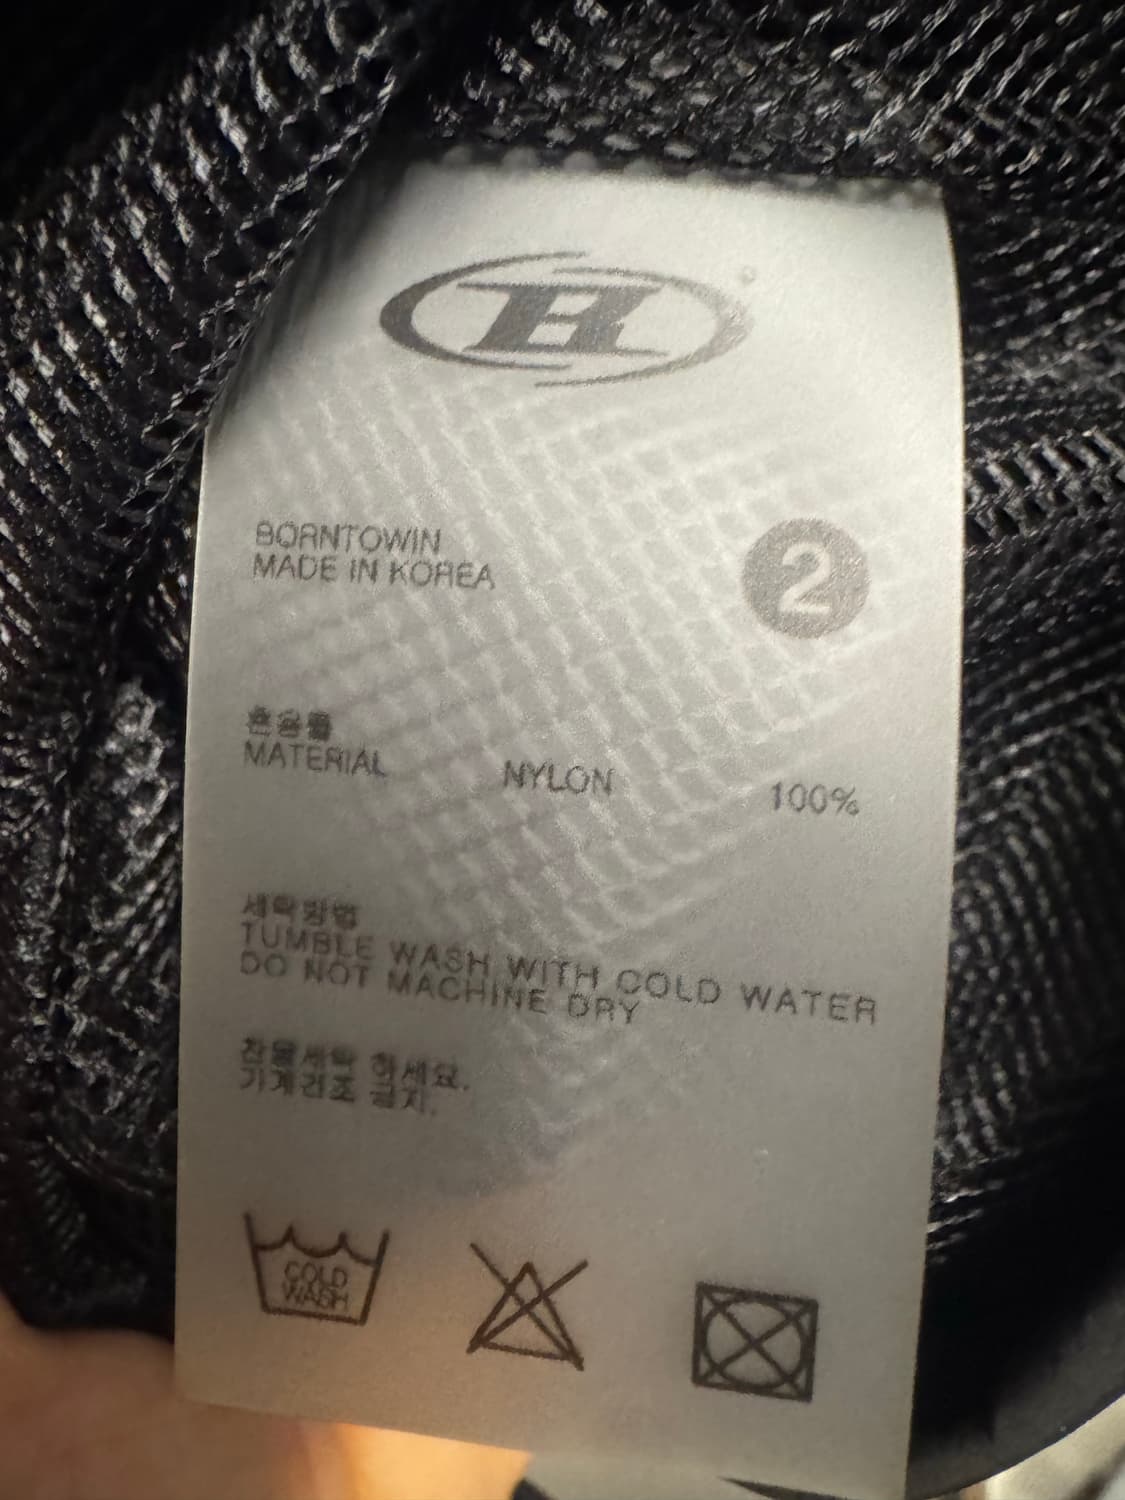 B
®
BORNTOWIN
MADE IN KOREA
2
혼용률
MATERIAL NYLON 100%
세탁방법
TUMBLE WASH WITH COLD WATER
DO NOT MACHINE DRY
찬물세탁 하세요.
기계건조 금지.
COLD
WASH